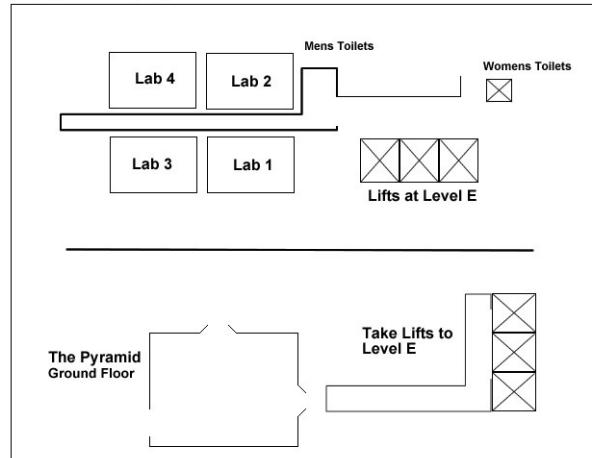 Mens Toilets
Womens Toilets
Lab 4
Lab 2
Lab 3
Lab 1
Lifts at Level E
The Pyramid
Ground Floor
Take Lifts to
Level E